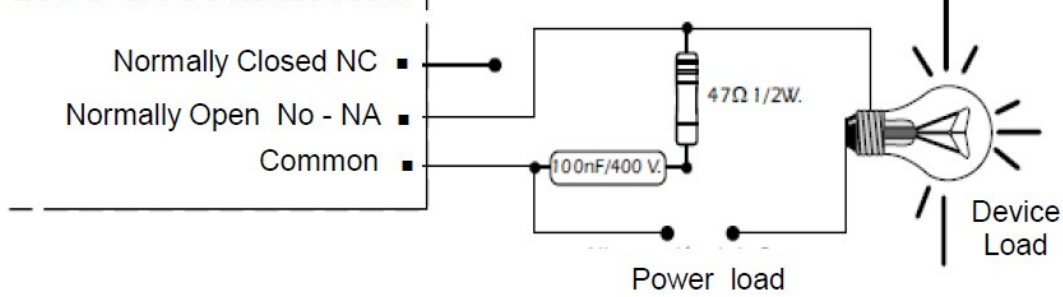 Normally Closed NC
47Ω 1/2W.
Normally Open No - NA
Common
100nF/400 V.
Device
Load
Power load